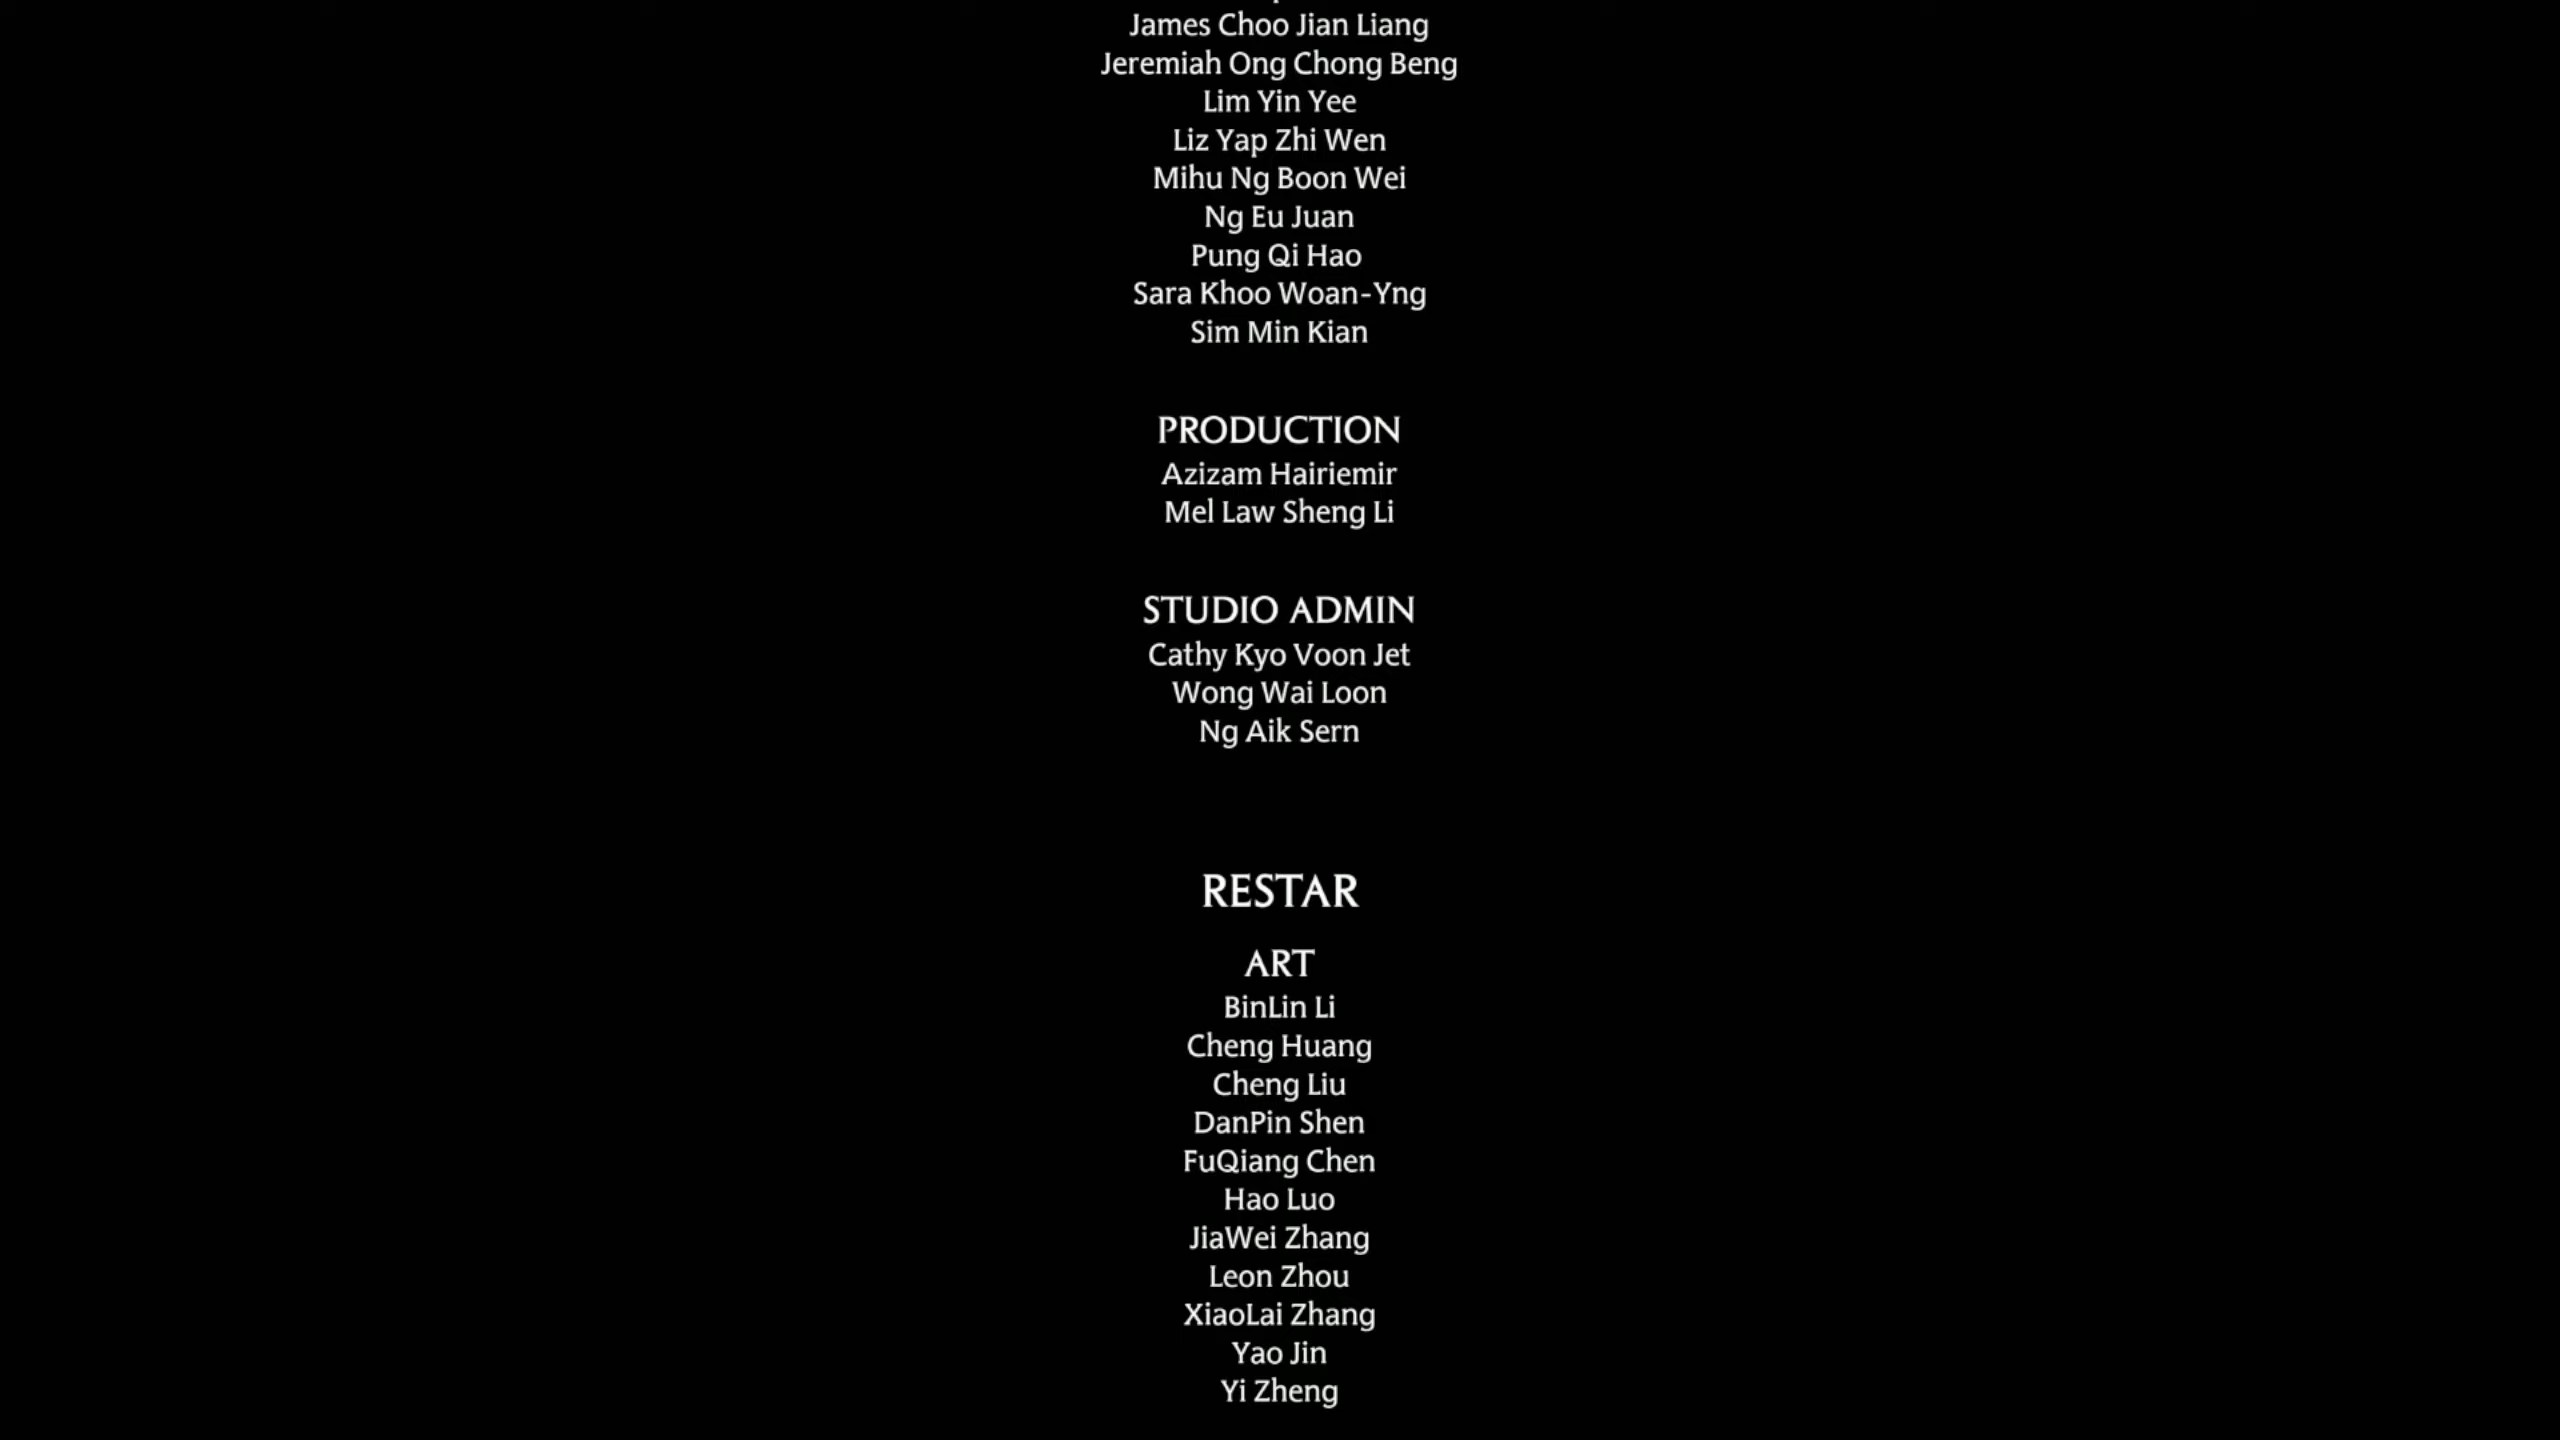 James Choo Jian Liang
Jeremiah Ong Chong Beng
Lim Yin Yee
Liz Yap Zhi Wen
Mihu Ng Boon Wei
Ng Eu Juan
Pung Qi Hao
Sara Khoo Woan-Yng
Sim Min Kian
PRODUCTION
Azizam Hairiemir
Mel Law Sheng Li
STUDIO ADMIN
Cathy Kyo Voon Jet
Wong Wai Loon
Ng Aik Sern
RESTAR
ART
BinLin Li
Cheng Huang
Cheng Liu
DanPin Shen
FuQiang Chen
Hao Luo
JiaWei Zhang
Leon Zhou
XiaoLai Zhang
Yao Jin
Yi Zheng